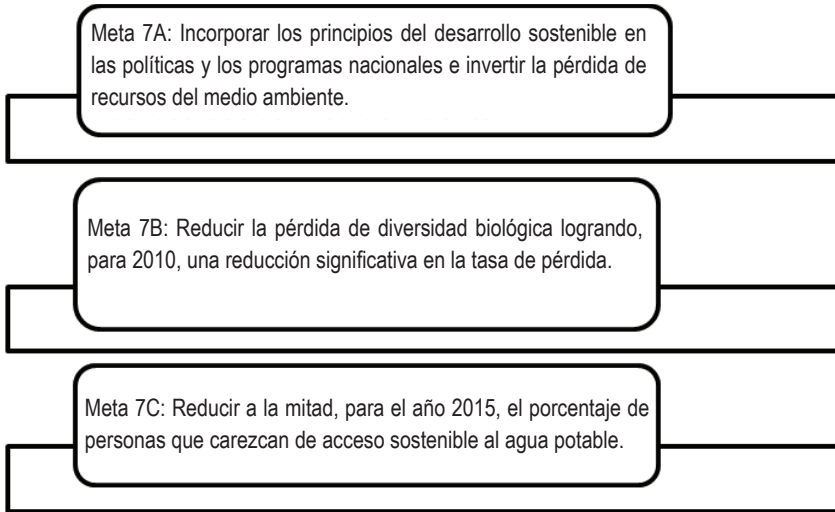 Meta 7A: Incorporar los principios del desarrollo sostenible en
las políticas y los programas nacionales e invertir la pérdida de
recursos del medio ambiente.
Meta 7B: Reducir la pérdida de diversidad biológica logrando,
para 2010, una reducción significativa en la tasa de pérdida.
Meta 7C: Reducir a la mitad, para el año 2015, el porcentaje de
personas que carezcan de acceso sostenible al agua potable.